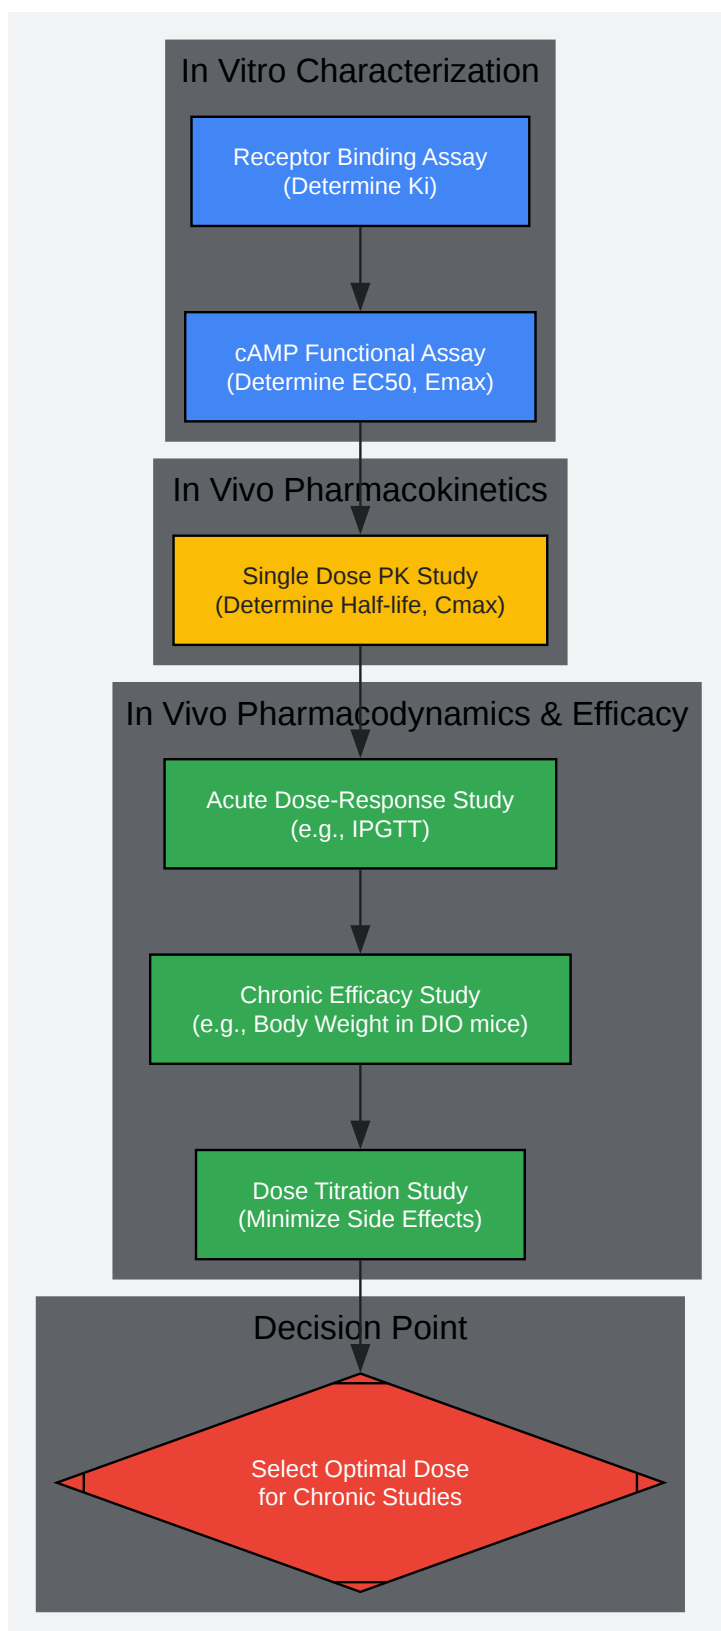 In Vitro Characterization
Receptor Binding Assay
(Determine Ki)
cAMP Functional Assay
(Determine EC50, Emax)
In Vivo Pharmacokinetics
Single Dose PK Study
(Determine Half-life, Cmax)
In Vivo Pharmacodynamics & Efficacy
Acute Dose-Response Study
(e.g., IPGTT)
Chronic Efficacy Study
(e.g., Body Weight in DIO mice)
Dose Titration Study
(Minimize Side Effects)
Decision Point
Select Optimal Dose
for Chronic Studies